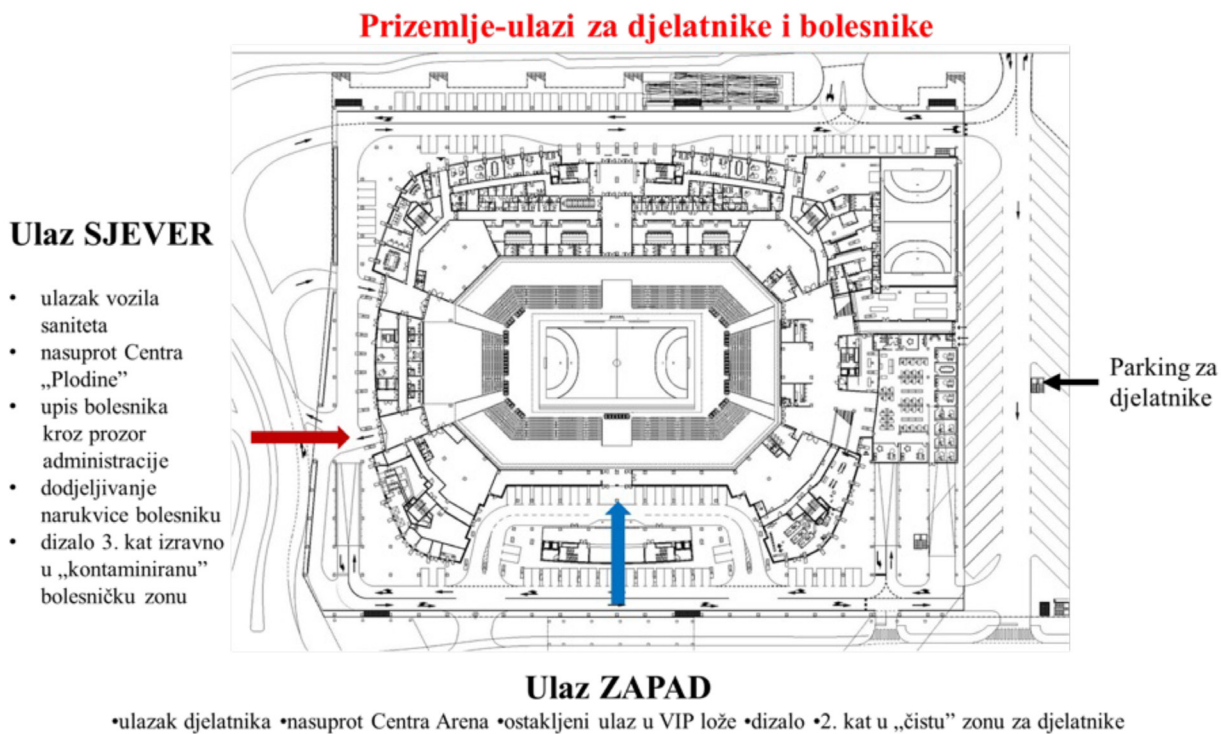 Prizemlje-ulazi za djelatnike i bolesnike
Ulaz SJEVER
• ulazak vozila
saniteta
• nasuprot Centra
„Plodine”
• upis bolesnika
kroz prozor
administracije
• dodjeljivanje
narukvice bolesniku
• dizalo 3. kat izravno
u „kontaminiranu”
bolesničku zonu
Parking za
djelatnike
Ulaz ZAPAD
•ulazak djelatnika •nasuprot Centra Arena •ostakljeni ulaz u VIP lože •dizalo •2. kat u „čistu” zonu za djelatnike